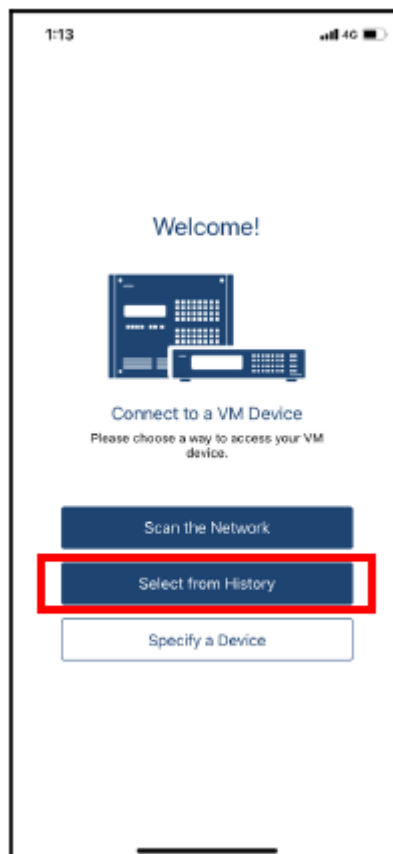 1:13 4G
Welcome!
Connect to a VM Device
Please choose a way to access your VM
device.
Scan the Network
Select from History
Specify a Device